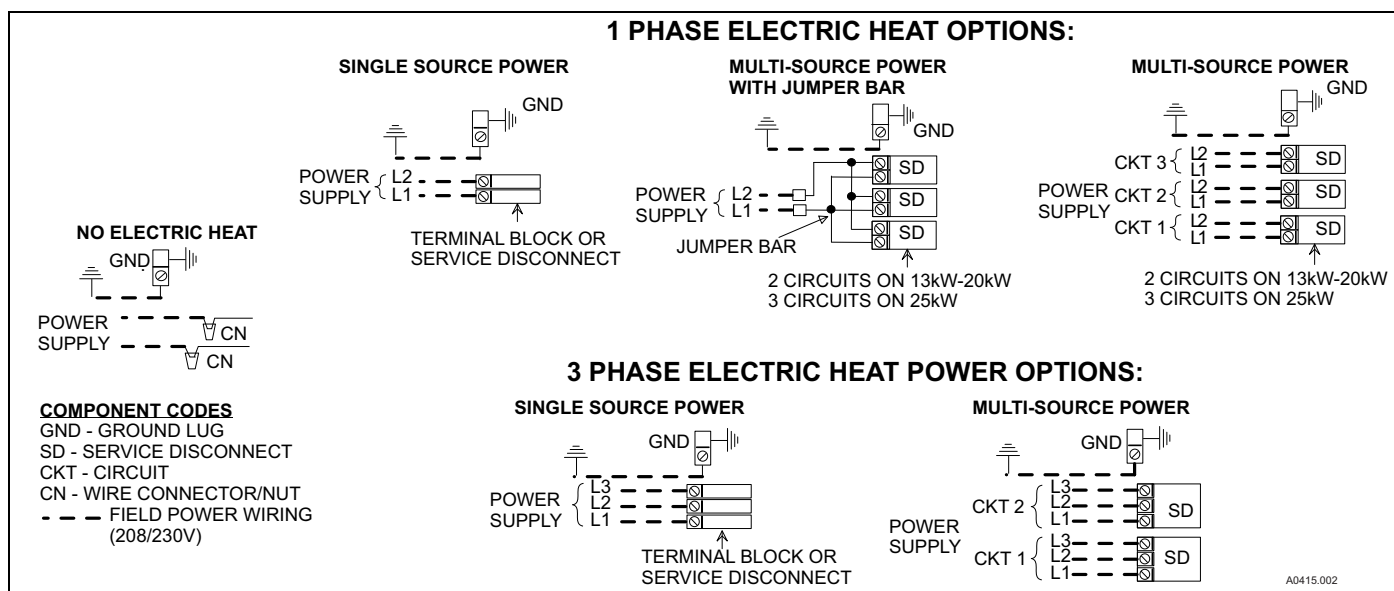 1 PHASE ELECTRIC HEAT OPTIONS:
SINGLE SOURCE POWER
GND
POWER
SUPPLY
L2
L1
TERMINAL BLOCK OR
SERVICE DISCONNECT
MULTI-SOURCE POWER
WITH JUMPER BAR
GND
POWER
SUPPLY
L2
L1
JUMPER BAR
SD
SD
SD
2 CIRCUITS ON 13kW-20kW
3 CIRCUITS ON 25kW
MULTI-SOURCE POWER
GND
POWER
SUPPLY
CKT 3
L2
L1
SD
CKT 2
L2
L1
SD
CKT 1
L2
L1
SD
2 CIRCUITS ON 13kW-20kW
3 CIRCUITS ON 25kW
NO ELECTRIC HEAT
GND
POWER
SUPPLY
CN
CN
COMPONENT CODES
GND - GROUND LUG
SD - SERVICE DISCONNECT
CKT - CIRCUIT
CN - WIRE CONNECTOR/NUT
FIELD POWER WIRING
(208/230V)
3 PHASE ELECTRIC HEAT POWER OPTIONS:
SINGLE SOURCE POWER
GND
POWER
SUPPLY
L3
L2
L1
TERMINAL BLOCK OR
SERVICE DISCONNECT
MULTI-SOURCE POWER
GND
POWER
SUPPLY
CKT 2
L3
L2
L1
SD
CKT 1
L3
L2
L1
SD
A0415.002